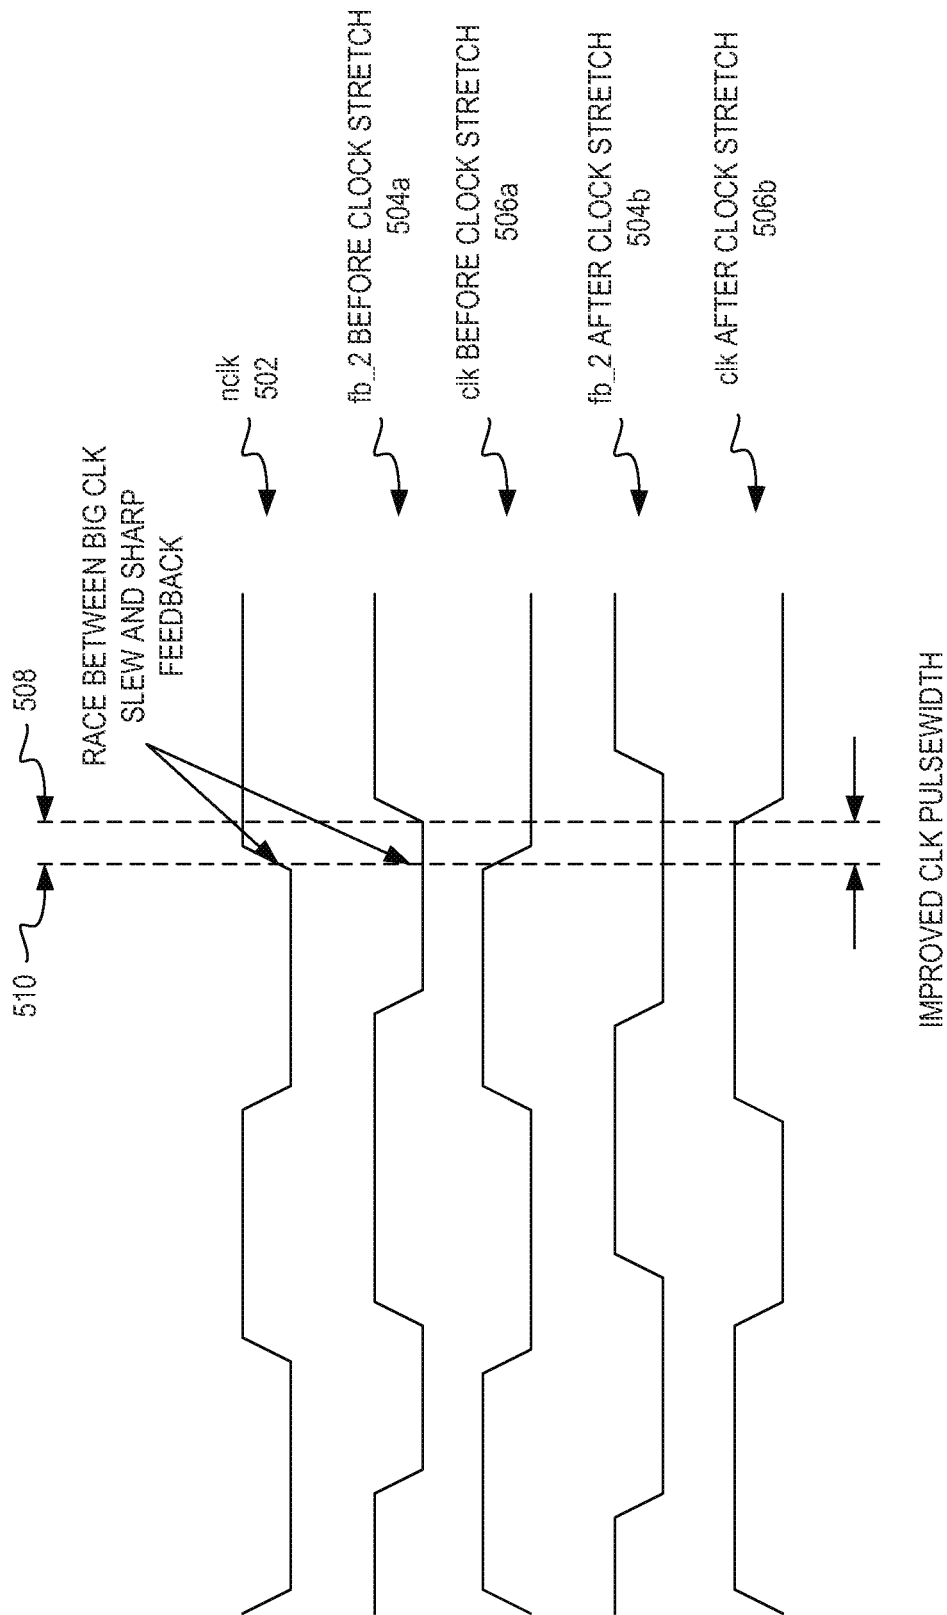 510
508
RACE BETWEEN BIG CLK
SLEW AND SHARP
FEEDBACK
nclk
502
fb_2 BEFORE CLOCK STRETCH
504a
clk BEFORE CLOCK STRETCH
506a
fb_2 AFTER CLOCK STRETCH
504b
clk AFTER CLOCK STRETCH
506b
IMPROVED CLK PULSEWIDTH